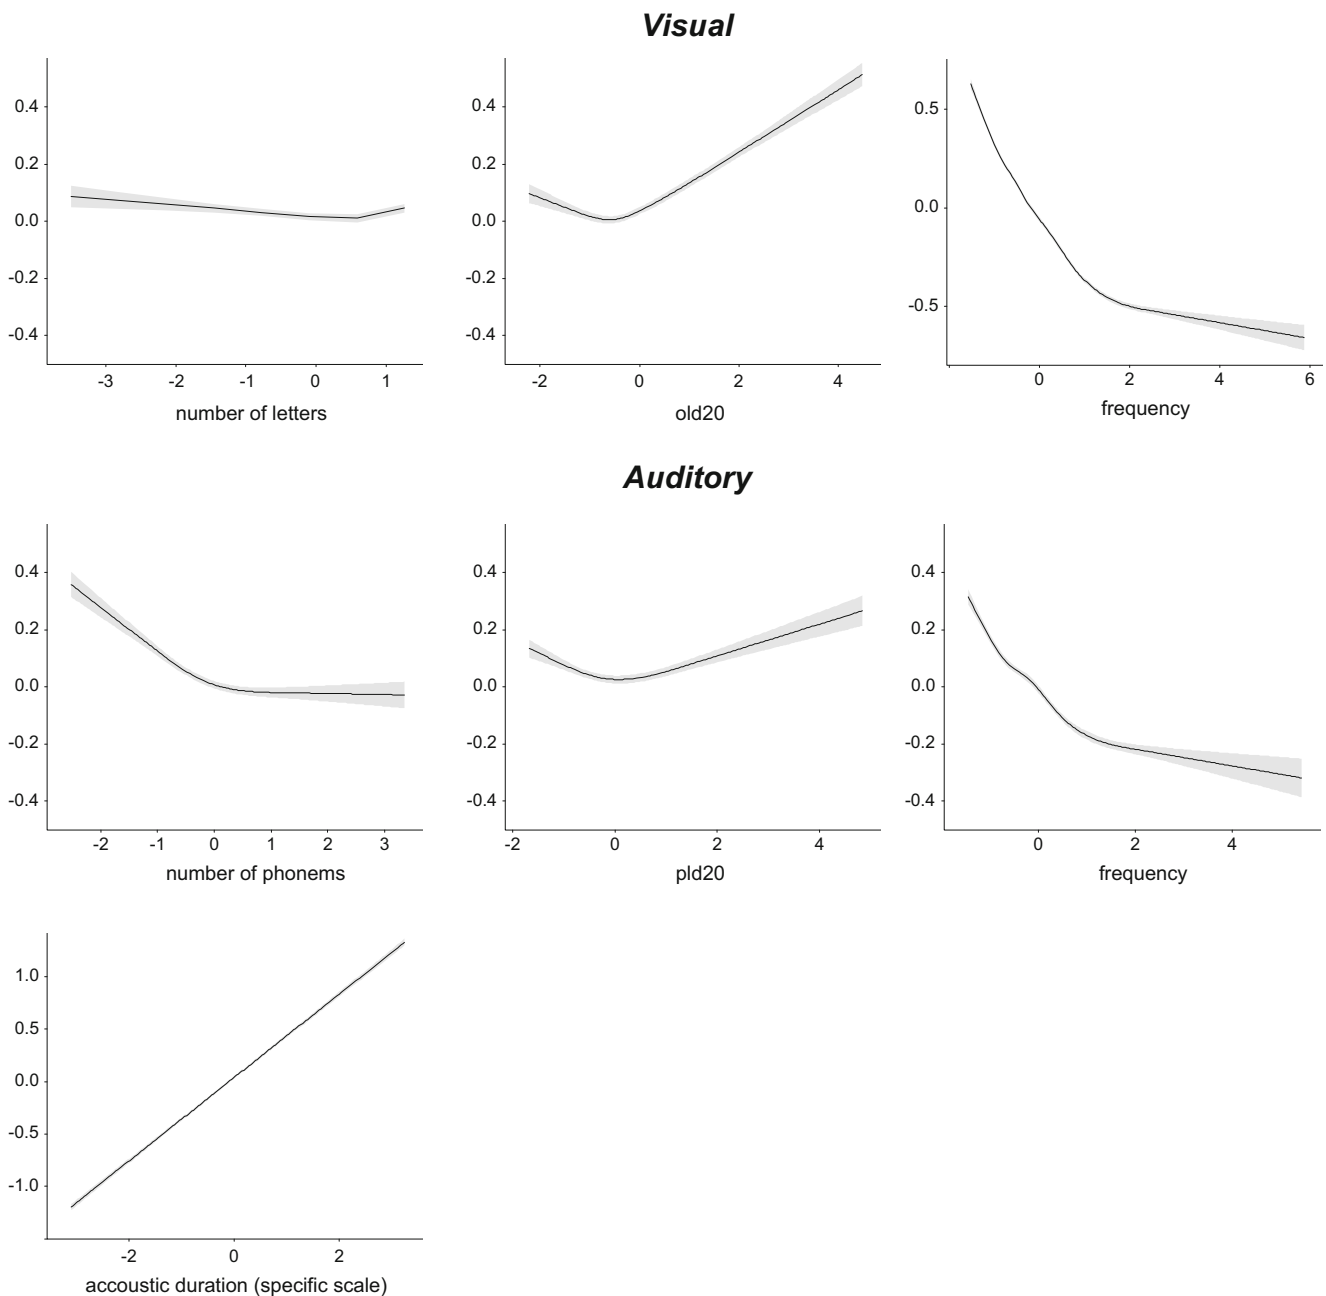 Visual
0.4
0.2
0.0
-0.2
-0.4
-3 -2 -1 0 1
number of letters
0.4
0.2
0.0
-0.2
-0.4
-2 0 2 4
old20
0.5
0.0
-0.5
0 2 4 6
frequency
Auditory
0.4
0.2
0.0
-0.2
-0.4
-2 -1 0 1 2 3
number of phonems
0.4
0.2
0.0
-0.2
-0.4
-2 0 2 4
pld20
0.4
0.2
0.0
-0.2
-0.4
0 2 4
frequency
1.0
0.5
0.0
-0.5
-1.0
-2 0 2
accoustic duration (specific scale)